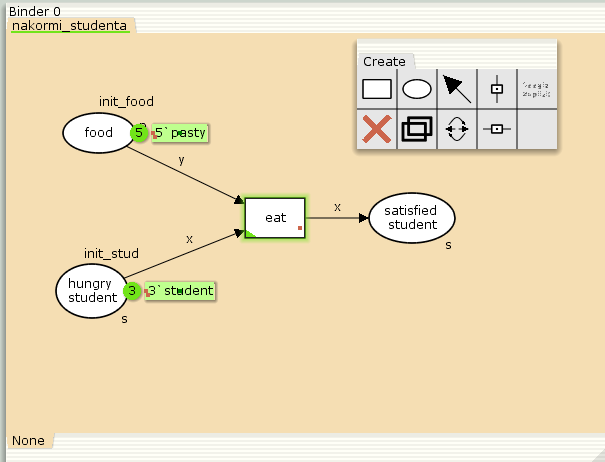 Binder 0
nakormi_studenta
Create
init_food
food
5
5`pasty
y
eat
x
satisfied
student
s
x
init_stud
hungry
student
3
3`student
s
None